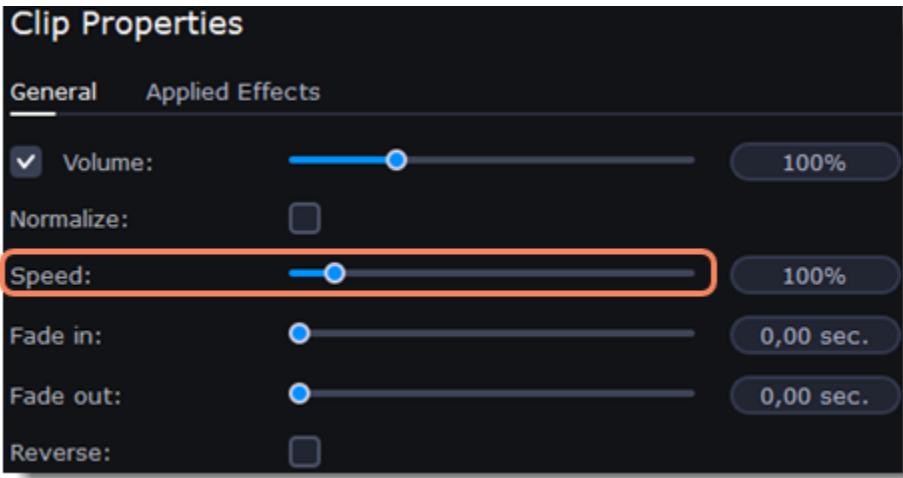 Clip Properties
General Applied Effects
Volume: 100%
Normalize:
Speed: 100%
Fade in: 0,00 sec.
Fade out: 0,00 sec.
Reverse: